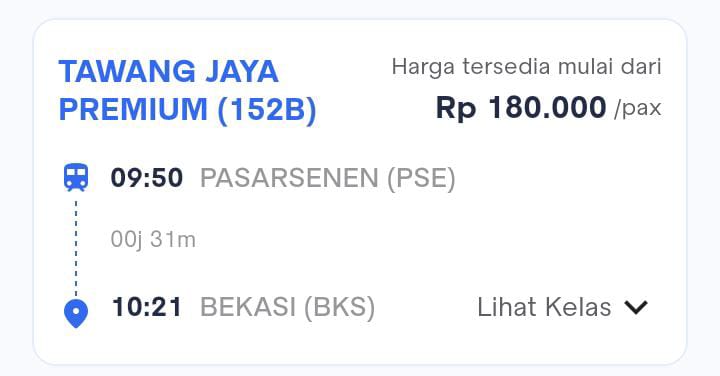 TAWANG JAYA
PREMIUM (152B)
Harga tersedia mulai dari
Rp 180.000 /pax
09:50 PASARSENEN (PSE)
00j 31m
10:21 BEKASI (BKS)
Lihat Kelas